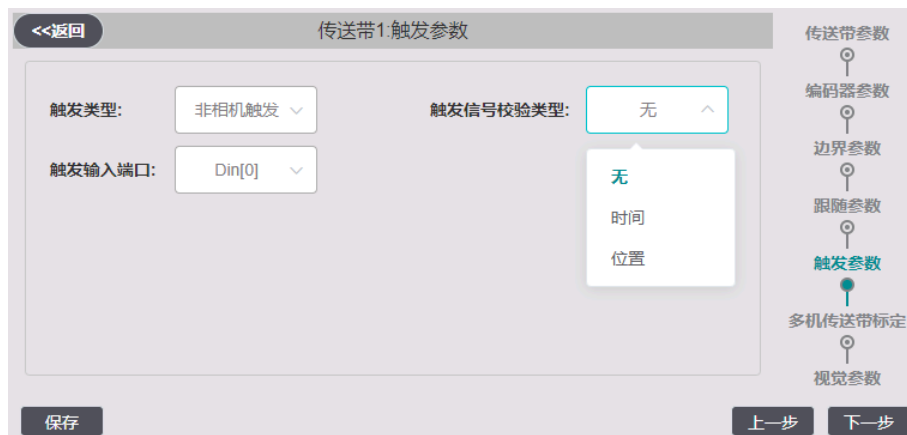 <<返回
传送带1:触发参数
触发类型:
非相机触发
触发信号校验类型:
无
触发输入端口:
Din[0]
无
时间
位置
传送带参数
编码器参数
边界参数
跟随参数
触发参数
多机传送带标定
视觉参数
保存
上一步
下一步